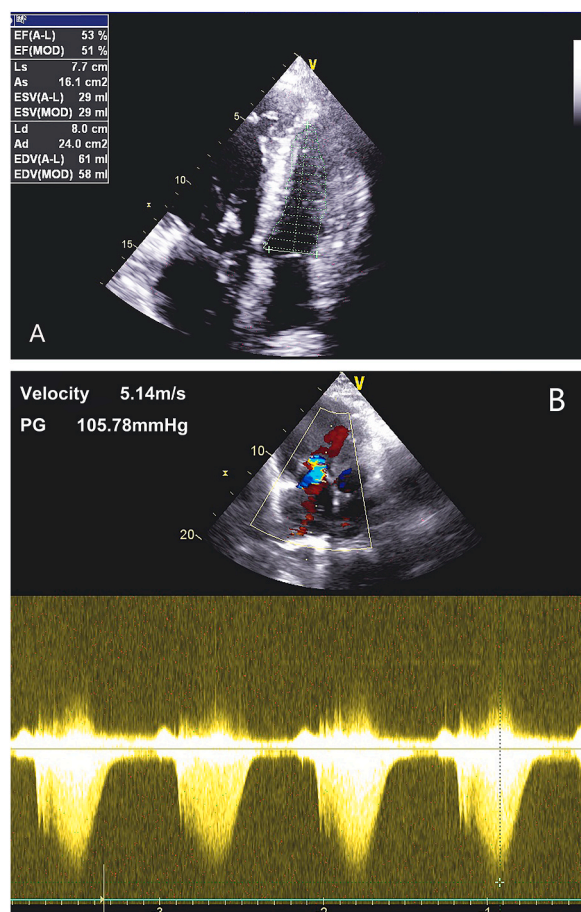 EF(A-L) 53 %
EF(MOD) 51 %
Ls 7.7 cm
As 16.1 cm2
ESV(A-L) 29 ml
ESV(MOD) 29 ml
Ld 8.0 cm
Ad 24.0 cm2
EDV(A-L) 61 ml
EDV(MOD) 58 ml
V
5
10
15
A
Velocity 5.14m/s
PG 105.78mmHg
V
B
10
20
-3
-2
-1